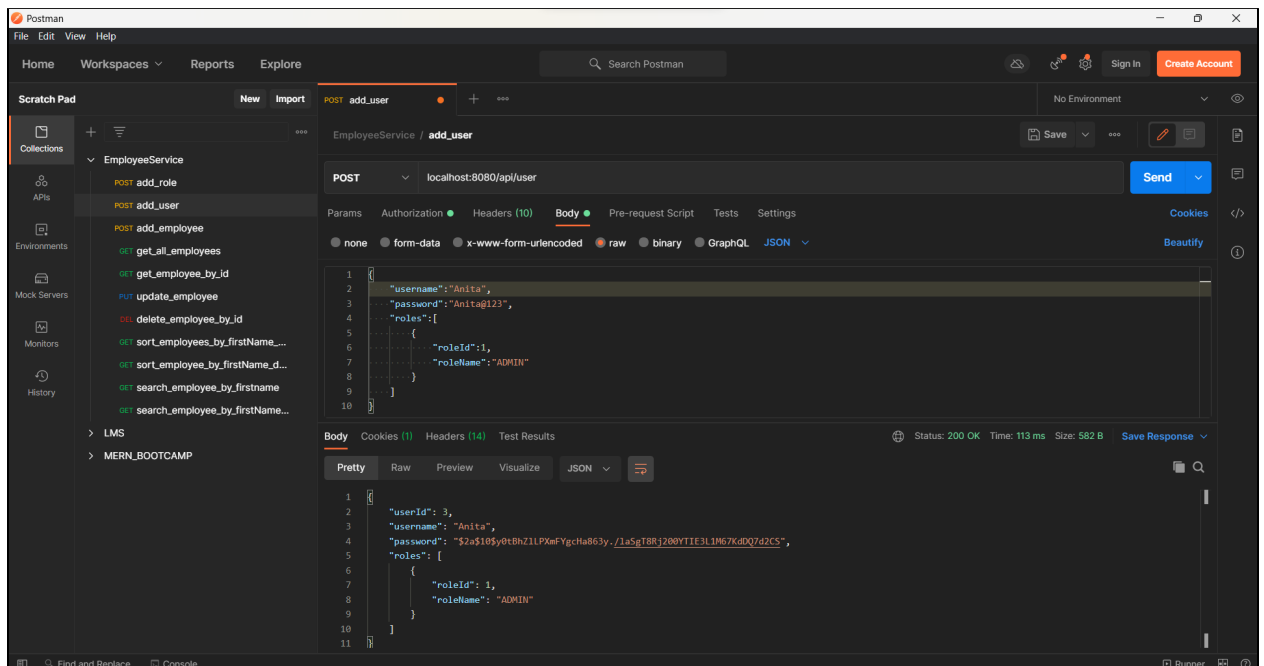 Postman
File Edit View Help
Home Workspaces Reports Explore Search Postman Sign In Create Account
Scratch Pad New Import POST add_user No Environment
Collections
APIs
Environments
Mock Servers
Monitors
History
EmployeeService
POST add_role
POST add_user
POST add_employee
GET get_all_employees
GET get_employee_by_id
PUT update_employee
DEL delete_employee_by_id
GET sort_employees_by_firstName_...
GET sort_employee_by_firstName_d...
GET search_employee_by_firstname
GET search_employee_by_firstName...
LMS
MERN_BOOTCAMP
EmployeeService / add_user Save
POST localhost:8080/api/user Send
Params Authorization Headers (10) Body Pre-request Script Tests Settings Cookies
none form-data x-www-form-urlencoded raw binary GraphQL JSON Beautify
1 {
2 "username":"Anita",
3 "password":"Anita@123",
4 "roles":[
5 {
6 "roleId":1,
7 "roleName":"ADMIN"
8 }
9 ]
10 }
Body Cookies (1) Headers (14) Test Results Status: 200 OK Time: 113 ms Size: 582 B Save Response
Pretty Raw Preview Visualize JSON
1 {
2 "userId": 3,
3 "username": "Anita",
4 "password": "$2a$10$y0tBhZ1LPXmFYgcHa863y./1aSgT8Rj200YTIE3L1M67KdDQ7d2CS",
5 "roles": [
6 {
7 "roleId": 1,
8 "roleName": "ADMIN"
9 }
10 ]
11 }
Find and Replace Console Runner